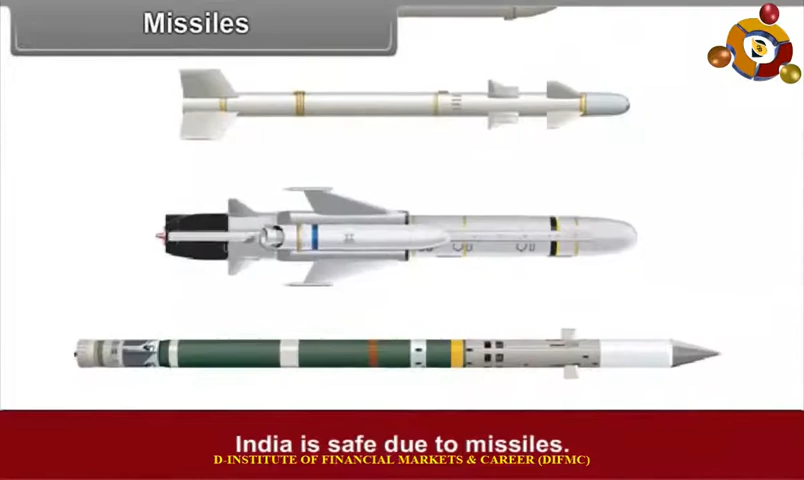 Missiles
India is safe due to missiles.
D-INSTITUTE OF FINANCIAL MARKETS & CAREER (DIFMC)